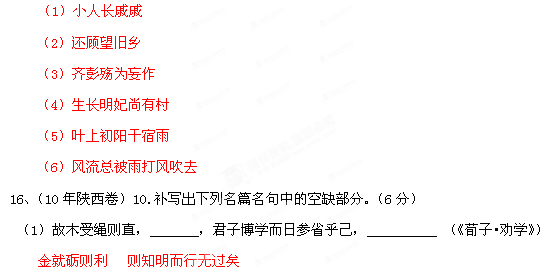 （1）小人长戚戚
（2）还顾望旧乡
（3）齐彭殇为妄作
（4）生长明妃尚有村
（5）叶上初阳干宿雨
（6）风流总被雨打风吹去
16、（10年陕西卷）10.补写出下列名篇名句中的空缺部分。（6分）
（1）故木受绳则直，______，君子博学而日参省乎己，_________（《荀子•劝学》）
金就砺则利 则知明而行无过矣